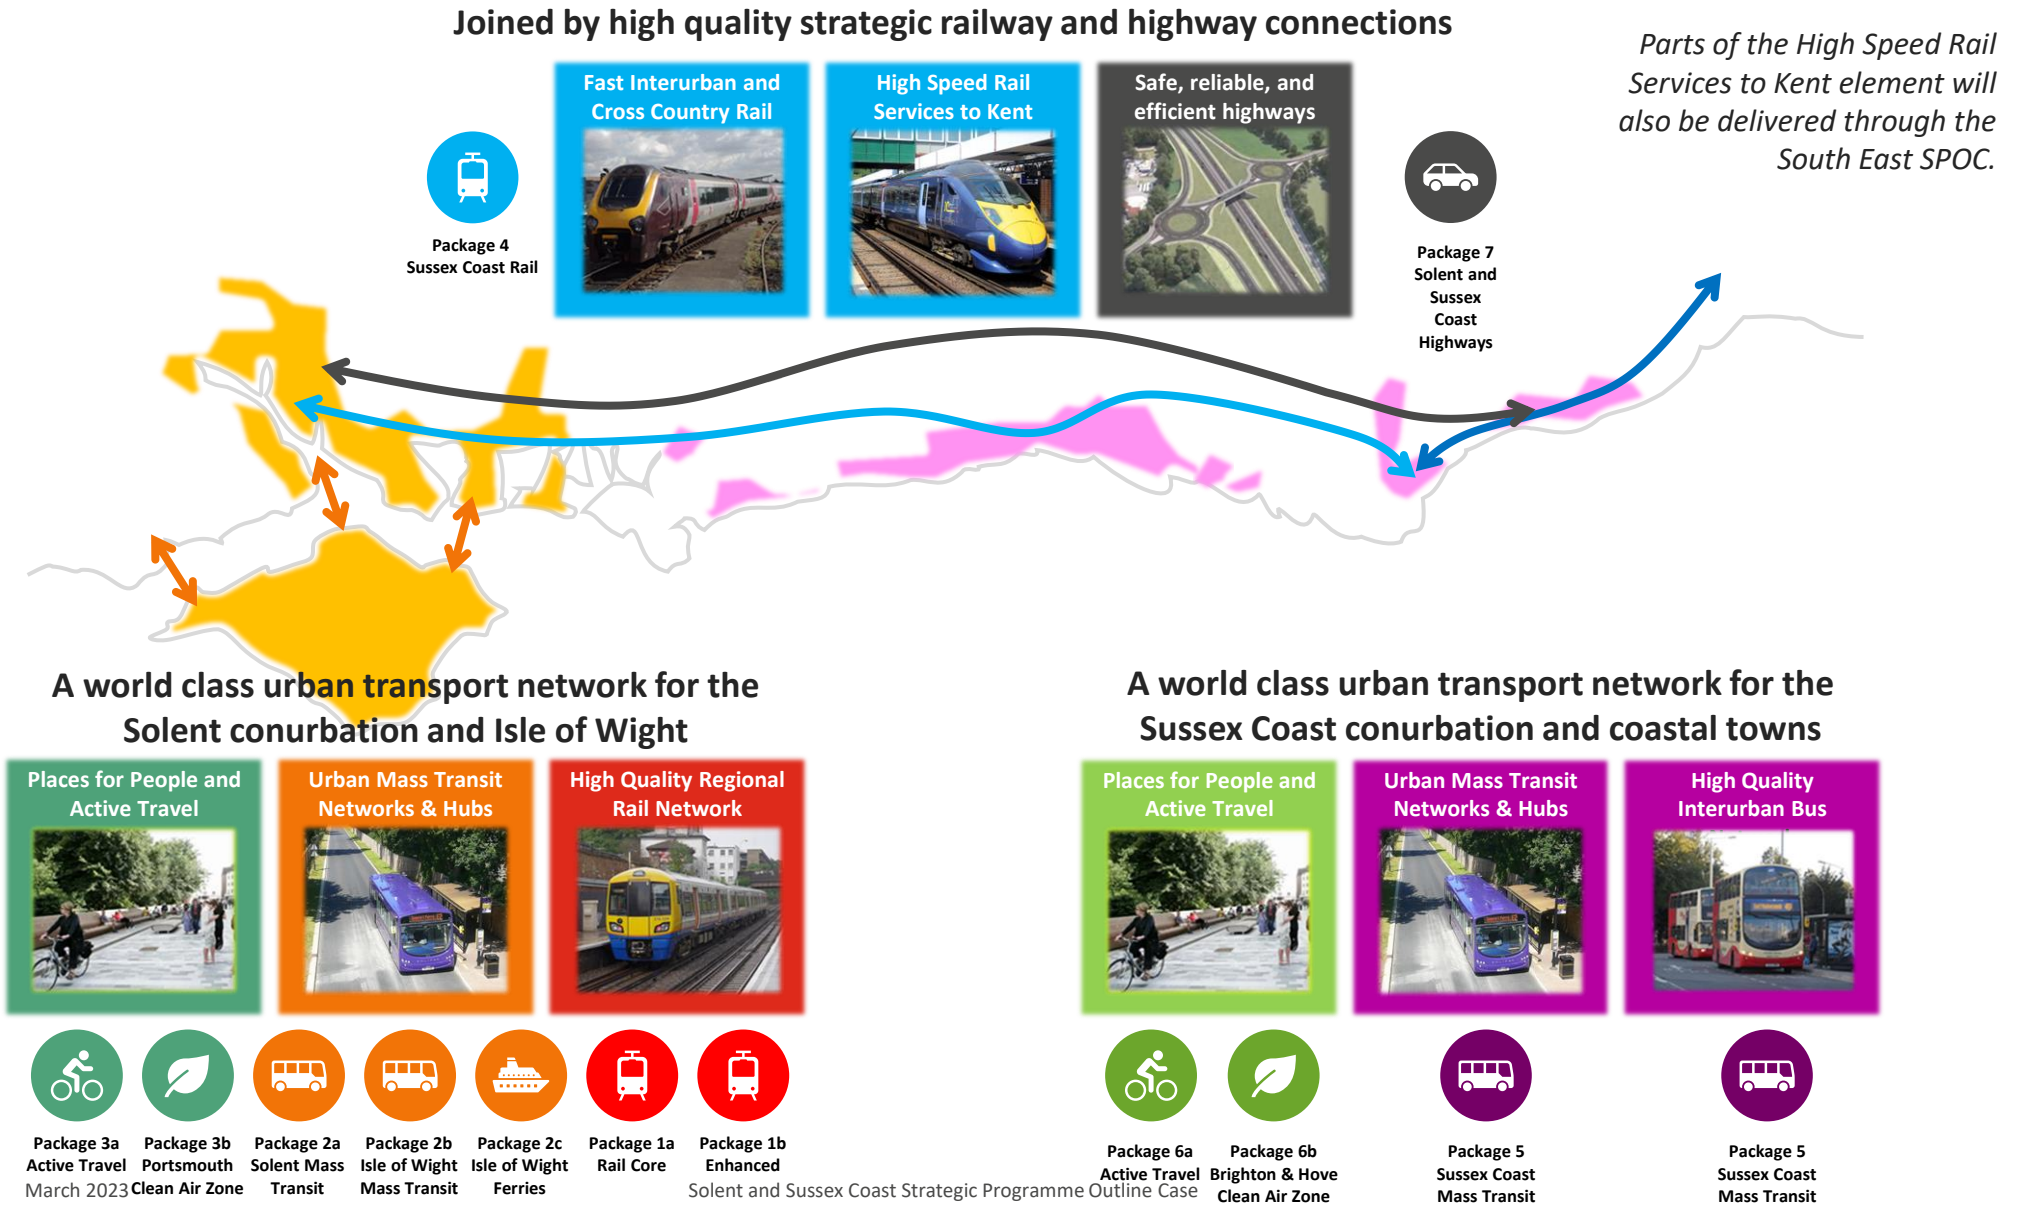 Joined by high quality strategic railway and highway connections
Parts of the High Speed Rail
Services to Kent element will
also be delivered through the
South East SPOC.
Fast Interurban and
Cross Country Rail
High Speed Rail
Services to Kent
Safe, reliable, and
efficient highways
Package 4
Sussex Coast Rail
Package 7
Solent and
Sussex
Coast
Highways
A world class urban transport network for the
Solent conurbation and Isle of Wight
Places for People and
Active Travel
Urban Mass Transit
Networks & Hubs
High Quality Regional
Rail Network
Package 3a
Active Travel
Package 3b
Portsmouth
Clean Air Zone
Package 2a
Solent Mass
Transit
Package 2b
Isle of Wight
Mass Transit
Package 2c
Isle of Wight
Ferries
Package 1a
Rail Core
Package 1b
Enhanced
A world class urban transport network for the
Sussex Coast conurbation and coastal towns
Places for People and
Active Travel
Urban Mass Transit
Networks & Hubs
High Quality
Interurban Bus
Package 6a
Active Travel
Package 6b
Brighton & Hove
Clean Air Zone
Package 5
Sussex Coast
Mass Transit
Package 5
Sussex Coast
Mass Transit
March 2023
Solent and Sussex Coast Strategic Programme Outline Case